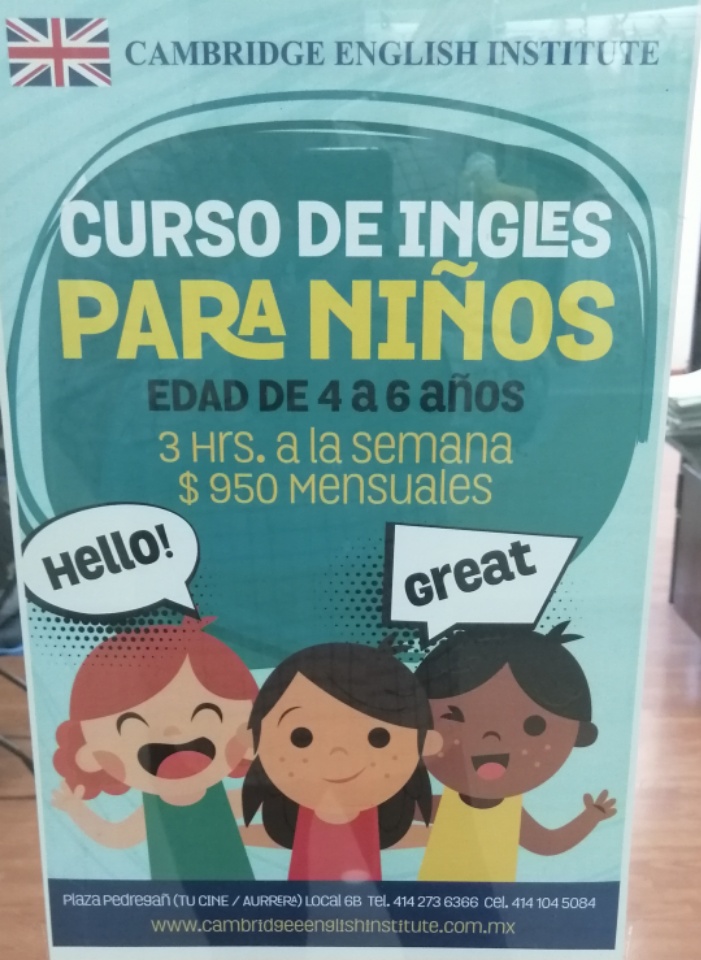 CAMBRIDGE ENGLISH INSTITUTE
CURSO DE INGLES
PARA NIÑOS
EDAD DE 4 a 6 años
3 Hrs. a la semana
$ 950 Mensuales
Hello!
Great
Plaza Pedregañ (TU CINE / AURRERA) LOCAL 6B Tel. 414 273 6366 Cel. 414 104 5084
www.cambridgeeenglishinstitute.com.mx